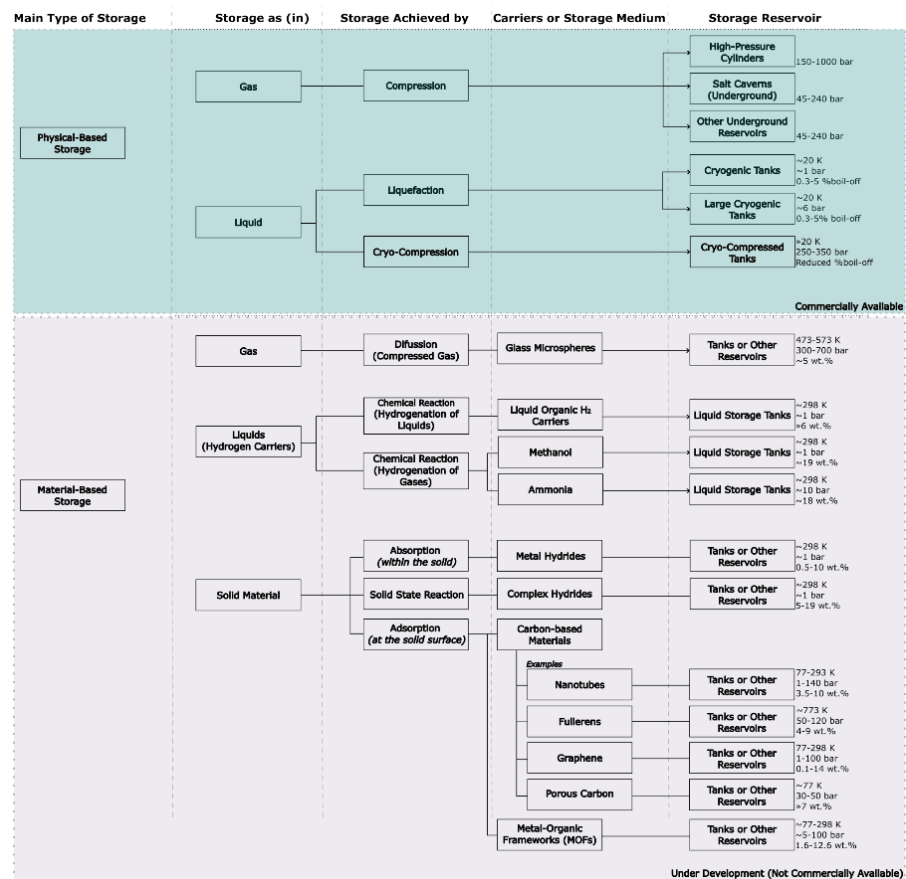 Main Type of Storage
Storage as (in)
Storage Achieved by
Carriers or Storage Medium
Storage Reservoir
Physical-Based
Storage
Gas
Compression
High-Pressure
Cylinders
150-1000 bar
Salt Caverns
(Underground)
45-240 bar
Other Underground
Reservoirs
45-240 bar
Liquid
Liquefaction
Cryogenic Tanks
~20 K
~1 bar
0.3-5 %boil-off
Large Cryogenic
Tanks
~20 K
~6 bar
0.3-5% boil-off
Cryo-Compression
Cryo-Compressed
Tanks
»20 K
250-350 bar
Reduced %boil-off
Commercially Available
Material-Based
Storage
Gas
Difussion
(Compressed Gas)
Glass Microspheres
Tanks or Other
Reservoirs
473-573 K
300-700 bar
~5 wt.%
Liquids
(Hydrogen Carriers)
Chemical Reaction
(Hydrogenation of
Liquids)
Liquid Organic H₂
Carriers
Liquid Storage Tanks
~298 K
~1 bar
»6 wt.%
Chemical Reaction
(Hydrogenation of
Gases)
Methanol
Liquid Storage Tanks
~298 K
~1 bar
~19 wt.%
Ammonia
Liquid Storage Tanks
~298 K
~10 bar
~18 wt.%
Solid Material
Absorption
(within the solid)
Metal Hydrides
Tanks or Other
Reservoirs
~298 K
~1 bar
0.5-10 wt.%
Solid State Reaction
Complex Hydrides
Tanks or Other
Reservoirs
~298 K
~1 bar
5-19 wt.%
Adsorption
(at the solid surface)
Carbon-based
Materials
Examples
Nanotubes
Tanks or Other
Reservoirs
77-293 K
1-140 bar
3.5-10 wt.%
Fullerens
Tanks or Other
Reservoirs
~773 K
50-120 bar
4-9 wt.%
Graphene
Tanks or Other
Reservoirs
77-298 K
1-100 bar
0.1-14 wt.%
Porous Carbon
Tanks or Other
Reservoirs
~77 K
30-50 bar
»7 wt.%
Metal-Organic
Frameworks (MOFs)
Tanks or Other
Reservoirs
~77-298 K
~5-100 bar
1.6-12.6 wt.%
Under Development (Not Commercially Available)